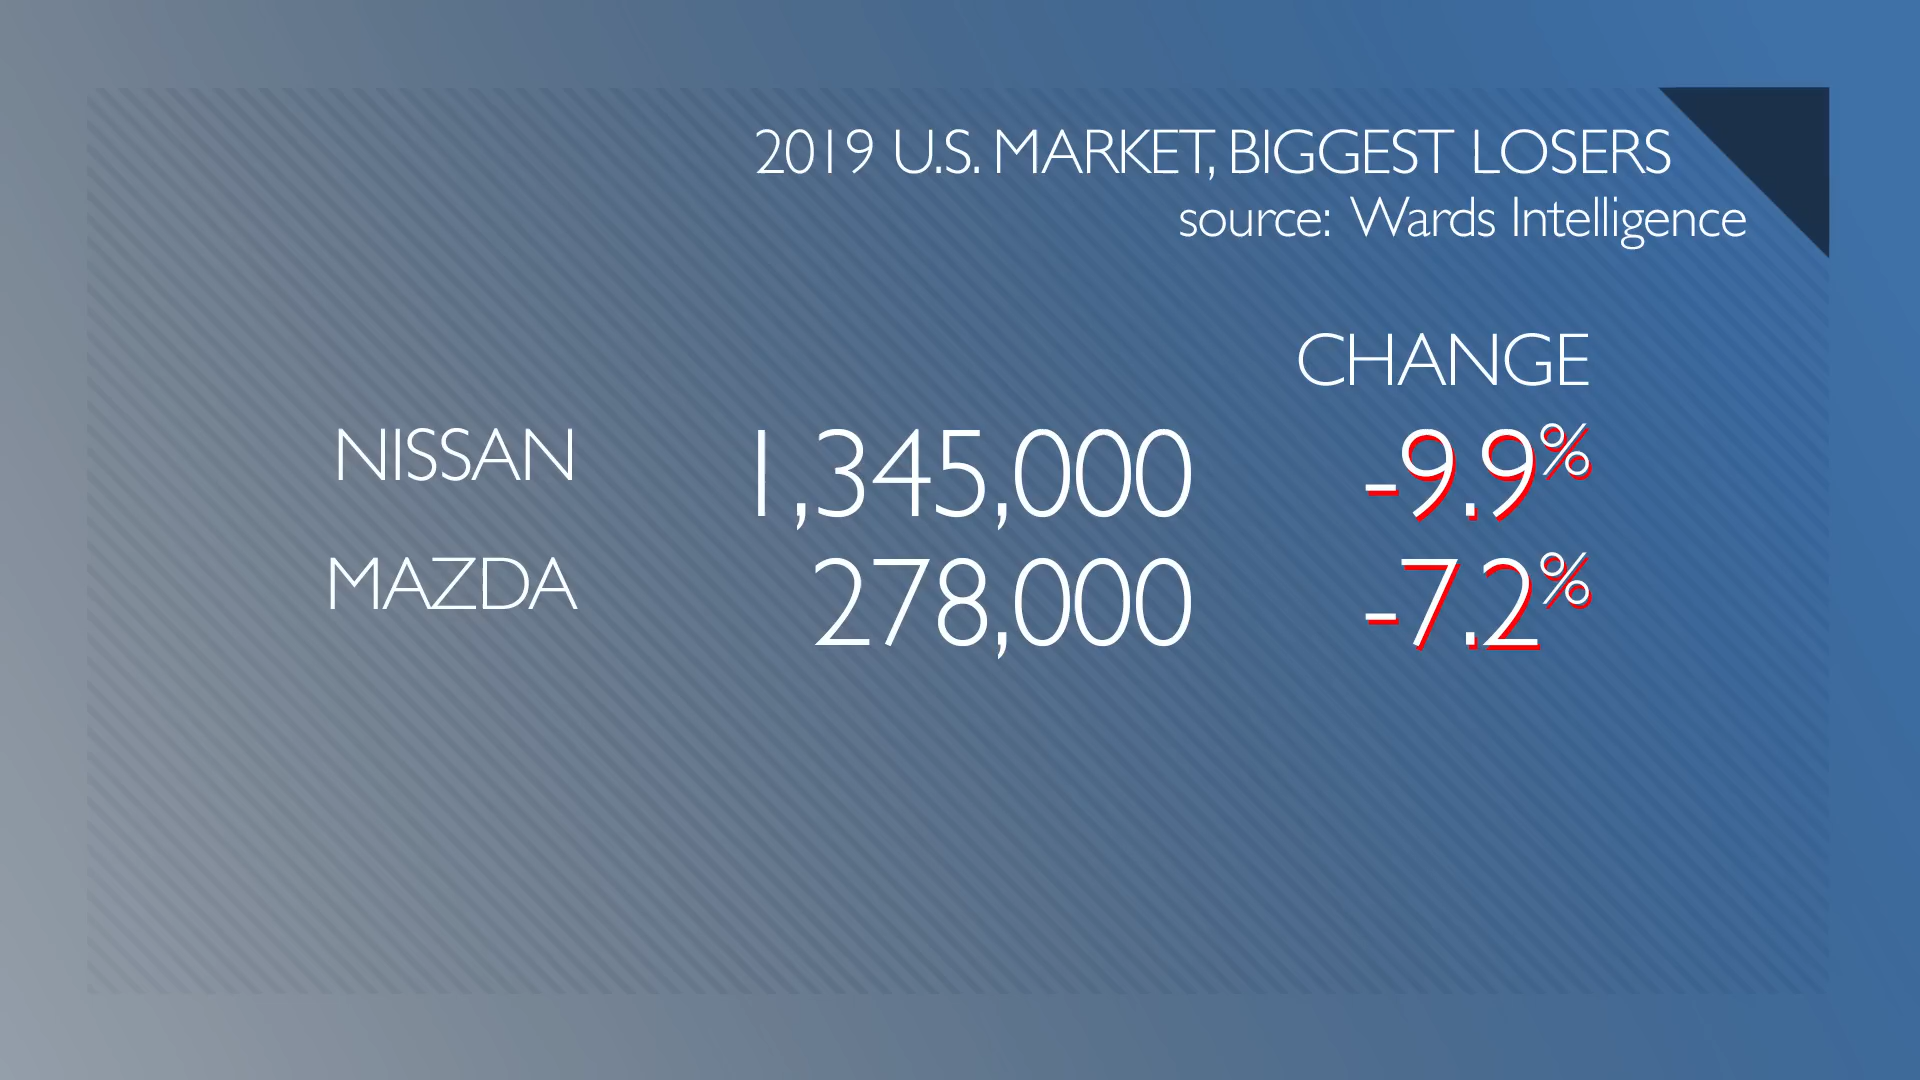 2019 U.S. MARKET, BIGGEST LOSERS
source: Wards Intelligence
CHANGE
NISSAN 1,345,000 -9.9%
MAZDA 278,000 -7.2%